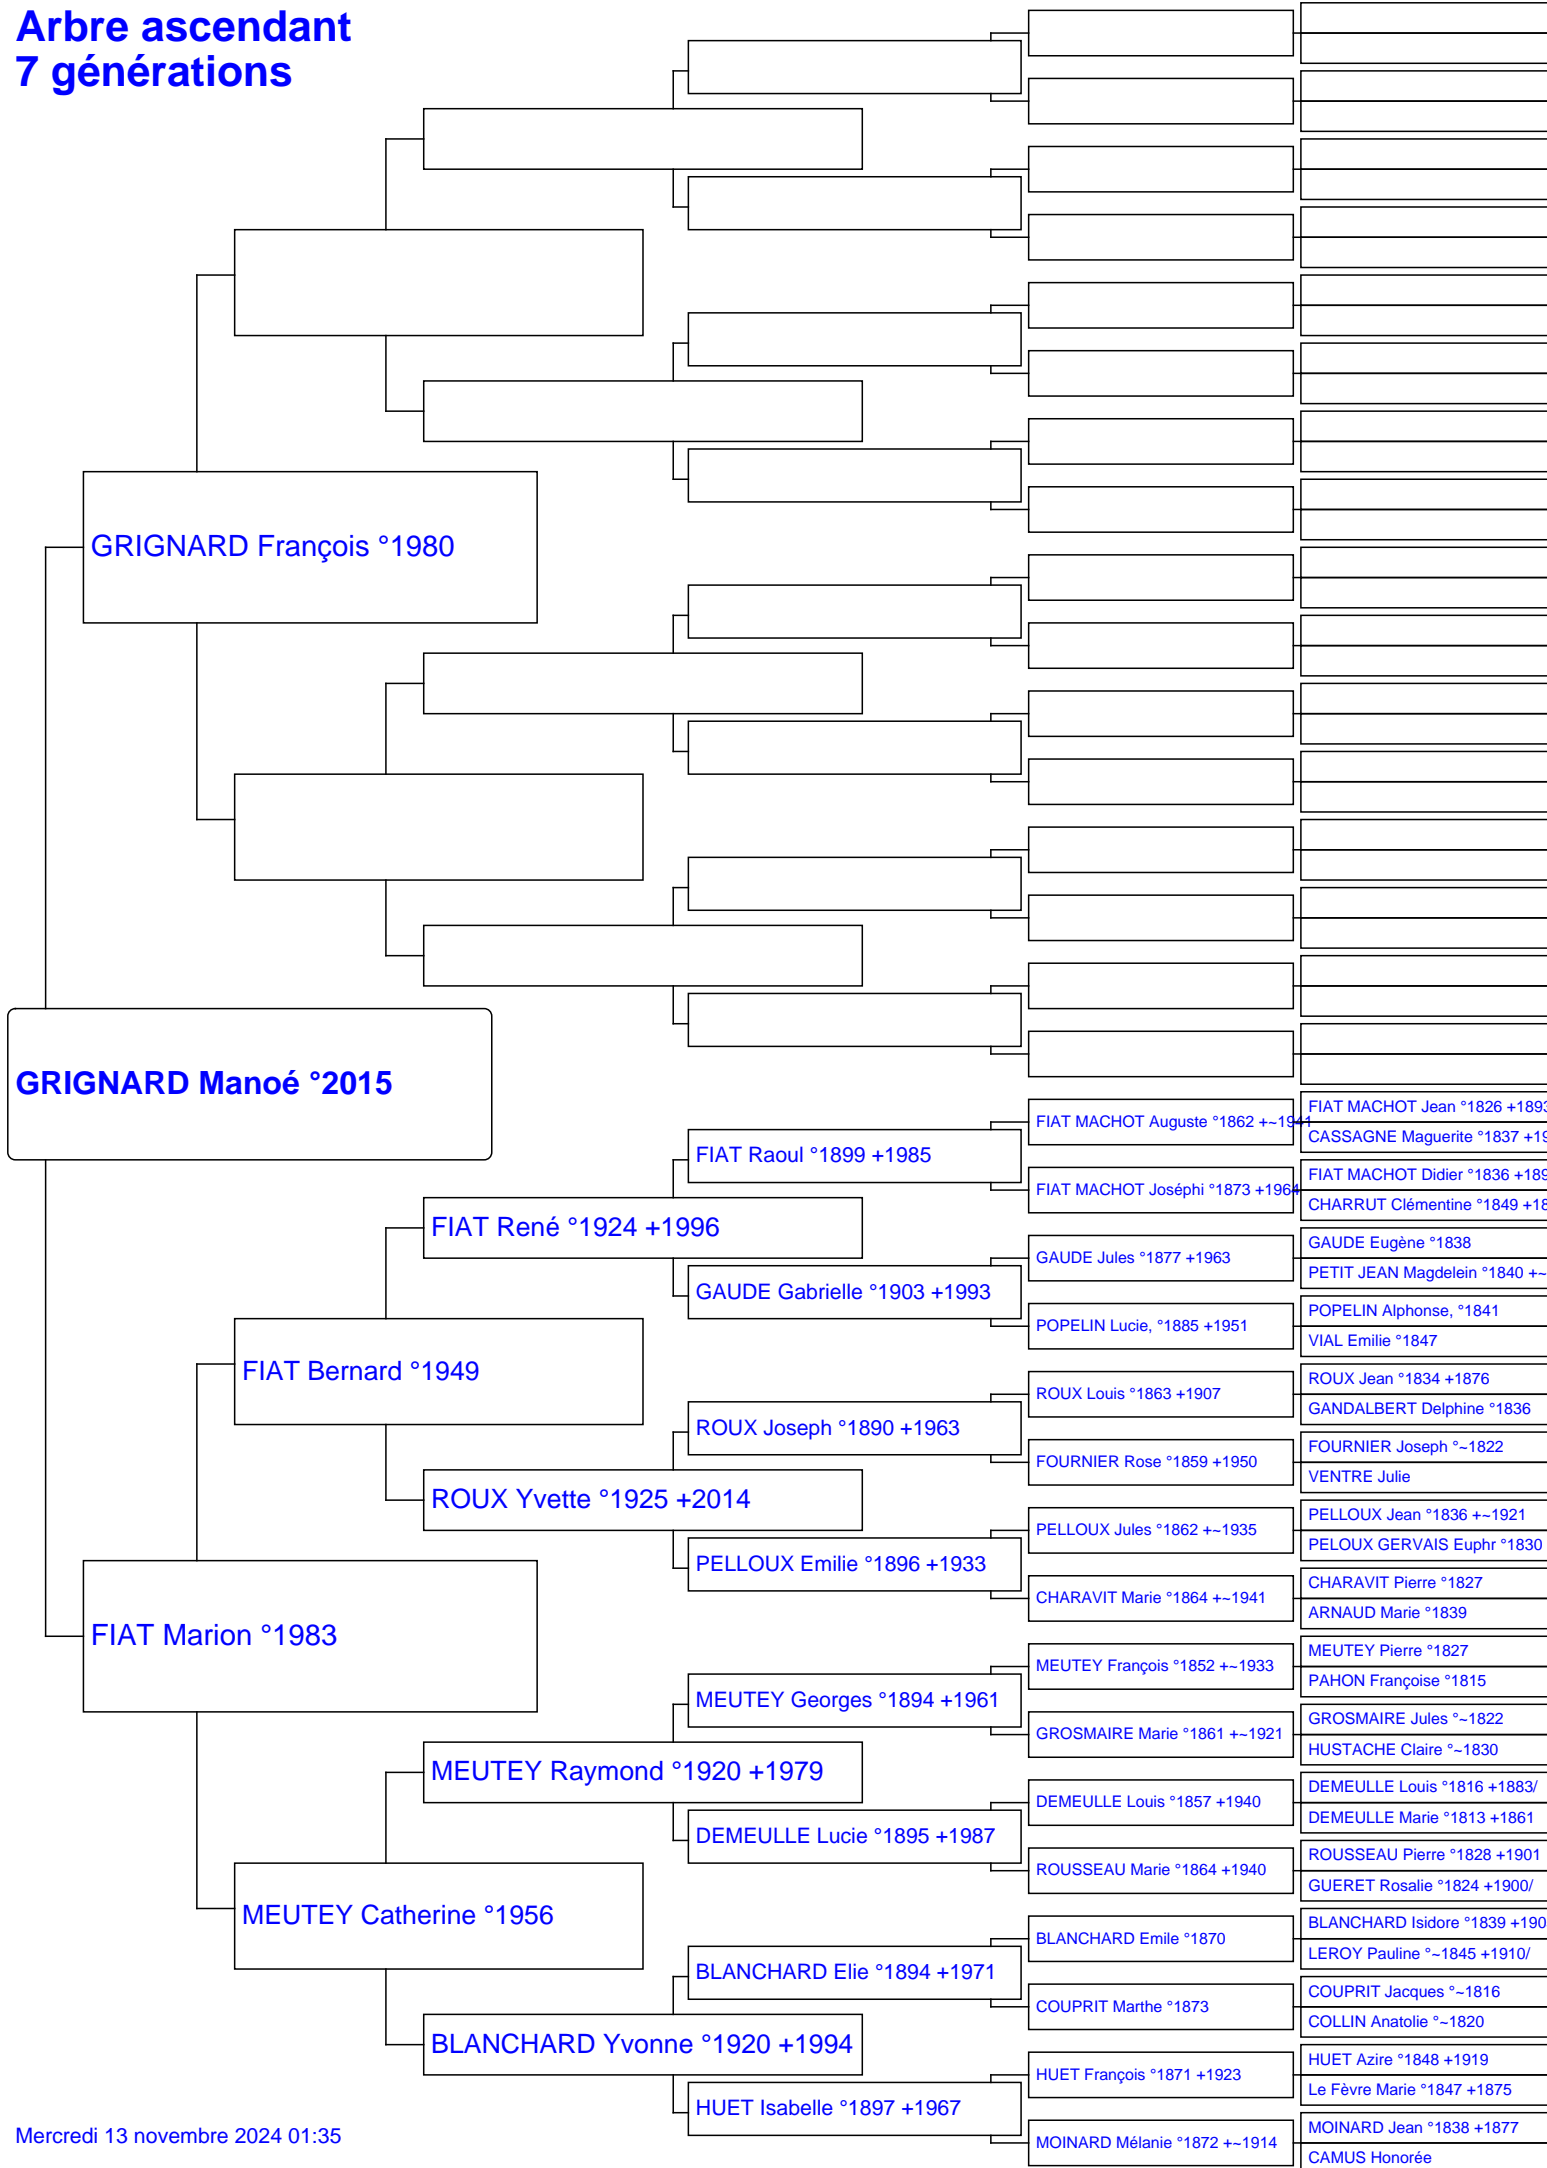 Arbre ascendant
7 générations
GRIGNARD François °1980
GRIGNARD Manoé °2015
FIAT MACHOT Auguste °1862 +~1941
FIAT MACHOT Jean °1826 +1893
CASSAGNE Maguerite °1837 +19
FIAT Raoul °1899 +1985
FIAT MACHOT Joséphi °1873 +1964
FIAT MACHOT Didier °1836 +189
CHARRUT Clémentine °1849 +18
FIAT René °1924 +1996
GAUDE Jules °1877 +1963
GAUDE Eugène °1838
PETIT JEAN Magdelein °1840 +~
GAUDE Gabrielle °1903 +1993
POPELIN Lucie, °1885 +1951
POPELIN Alphonse, °1841
VIAL Emilie °1847
FIAT Bernard °1949
ROUX Louis °1863 +1907
ROUX Jean °1834 +1876
GANDALBERT Delphine °1836
ROUX Joseph °1890 +1963
FOURNIER Rose °1859 +1950
FOURNIER Joseph °~1822
VENTRE Julie
ROUX Yvette °1925 +2014
PELLOUX Jules °1862 +~1935
PELLOUX Jean °1836 +~1921
PELOUX GERVAIS Euphr °1830
PELLOUX Emilie °1896 +1933
CHARAVIT Marie °1864 +~1941
CHARAVIT Pierre °1827
ARNAUD Marie °1839
FIAT Marion °1983
MEUTEY François °1852 +~1933
MEUTEY Pierre °1827
PAHON Françoise °1815
MEUTEY Georges °1894 +1961
GROSMAIRE Marie °1861 +~1921
GROSMAIRE Jules °~1822
HUSTACHE Claire °~1830
MEUTEY Raymond °1920 +1979
DEMEULLE Louis °1857 +1940
DEMEULLE Louis °1816 +1883/
DEMEULLE Marie °1813 +1861
DEMEULLE Lucie °1895 +1987
ROUSSEAU Marie °1864 +1940
ROUSSEAU Pierre °1828 +1901
GUERET Rosalie °1824 +1900/
MEUTEY Catherine °1956
BLANCHARD Emile °1870
BLANCHARD Isidore °1839 +190
LEROY Pauline °~1845 +1910/
BLANCHARD Elie °1894 +1971
COUPRIT Marthe °1873
COUPRIT Jacques °~1816
COLLIN Anatolie °~1820
BLANCHARD Yvonne °1920 +1994
HUET François °1871 +1923
HUET Azire °1848 +1919
Le Fèvre Marie °1847 +1875
HUET Isabelle °1897 +1967
MOINARD Mélanie °1872 +~1914
MOINARD Jean °1838 +1877
CAMUS Honorée
Mercredi 13 novembre 2024 01:35